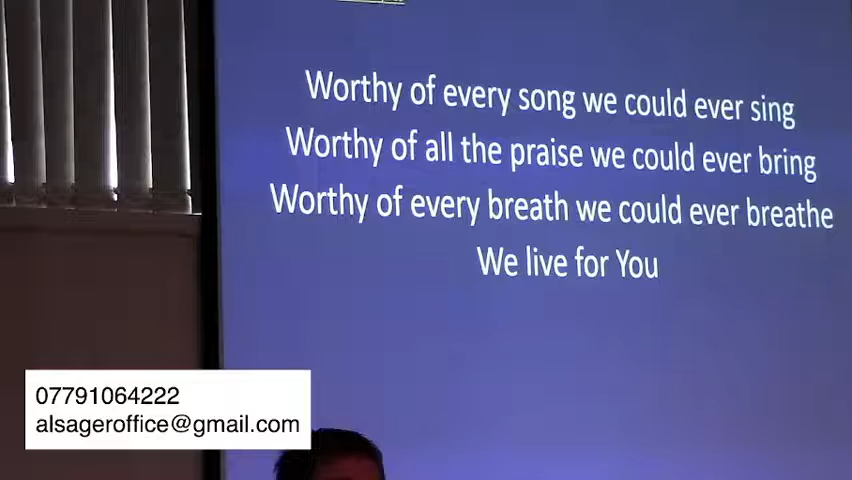 Worthy of every song we could ever sing
Worthy of all the praise we could ever bring
Worthy of every breath we could ever breathe
We live for You
07791064222
alsageroffice@gmail.com